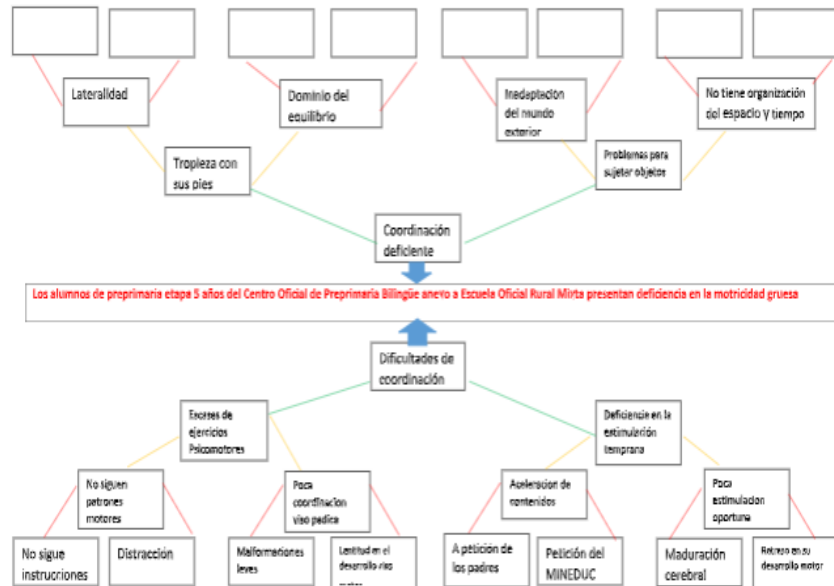 Lateralidad
Dominio del
equilibrio
Inadaptación
del mundo
exterior
No tiene organización
del espacio y tiempo
Tropieza con
sus pies
Problemas para
sujetar objetos
Coordinación
deficiente
Los alumnos de preprimaria etapa 5 años del Centro Oficial de Preprimaria Bilingüe anexo a Escuela Oficial Rural Mixta presentan deficiencia en la motricidad gruesa
Dificultades de
coordinación
Escases de
ejercicios
Psicomotores
Deficiencia en la
estimulación
temprana
No siguen
patrones
motores
Poca
coordinacion
viso pedica
Aceleracion de
contenidos
Poca
estimulacion
oportuna
No sigue
instrucciones
Distracción
Malformaciones
leves
Lentitud en el
desarrollo viso
motor
A petición de
los padres
Petición del
MINEDUC
Maduración
cerebral
Retraso en su
desarrollo motor